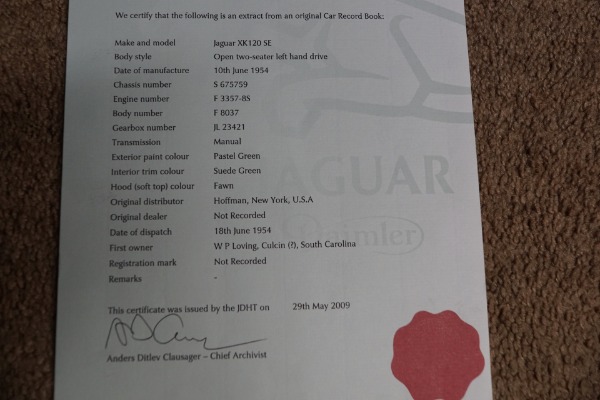 We certify that the following is an extract from an original Car Record Book:
Make and model Jaguar XK120 SE
Body style Open two-seater left hand drive
Date of manufacture 10th June 1954
Chassis number S 675759
Engine number F 3357-8S
Body number F 8037
Gearbox number JL 23421
Transmission Manual
Exterior paint colour Pastel Green
Interior trim colour Suede Green
Hood (soft top) colour Fawn
Original distributor Hoffman, New York, U.S.A
Original dealer Not Recorded
Date of dispatch 18th June 1954
First owner W P Loving, Culcin (?), South Carolina
Registration mark Not Recorded
Remarks -
JAGUAR
Daimler
This certificate was issued by the JDHT on 29th May 2009
Anders Ditlev Clausager – Chief Archivist